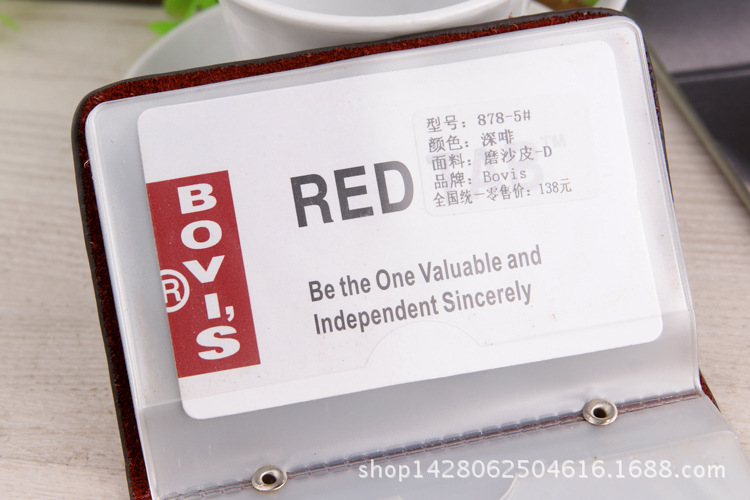 型号：878-5#
颜色：深啡
面料：磨沙皮-D
品牌：Bovis
全国统一零售价：138元
RED
BOVI'S
®
Be the One Valuable and
Independent Sincerely
shop1428062504616.1688.com